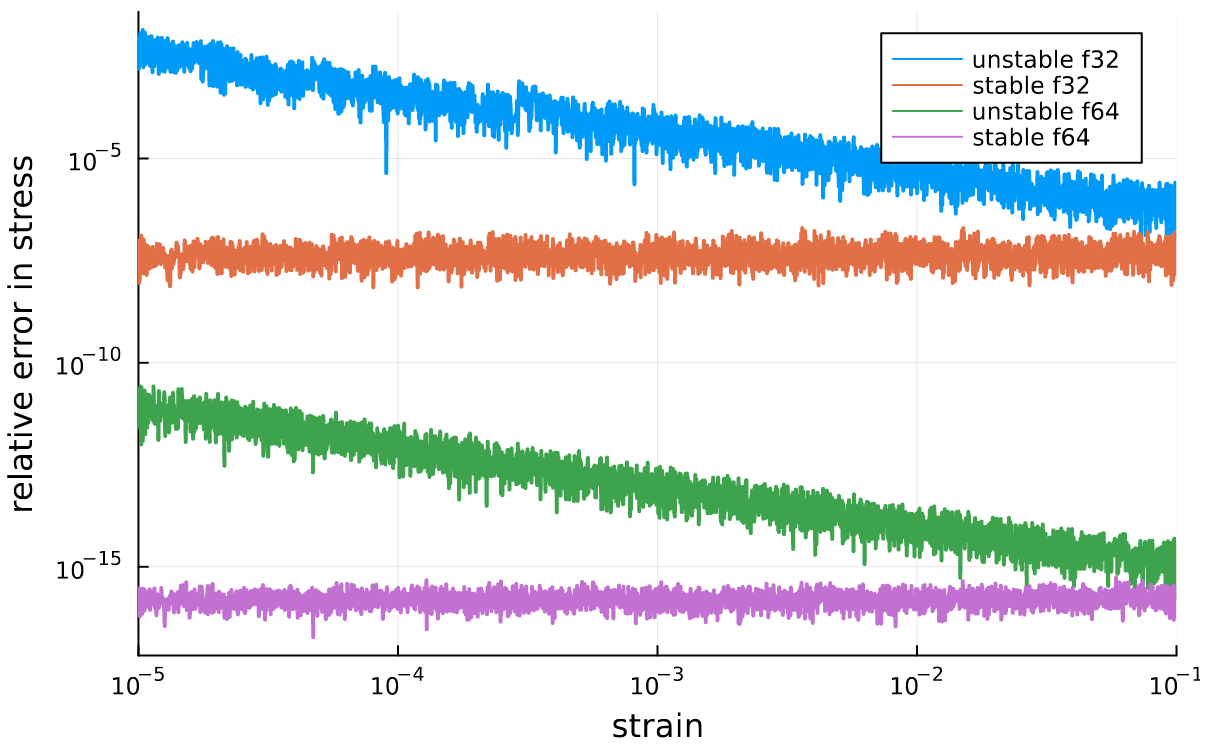 unstable f32
stable f32
unstable f64
stable f64
relative error in stress
10⁻⁵
10⁻¹⁰
10⁻¹⁵
10⁻⁵ 10⁻⁴ 10⁻³ 10⁻² 10⁻¹
strain